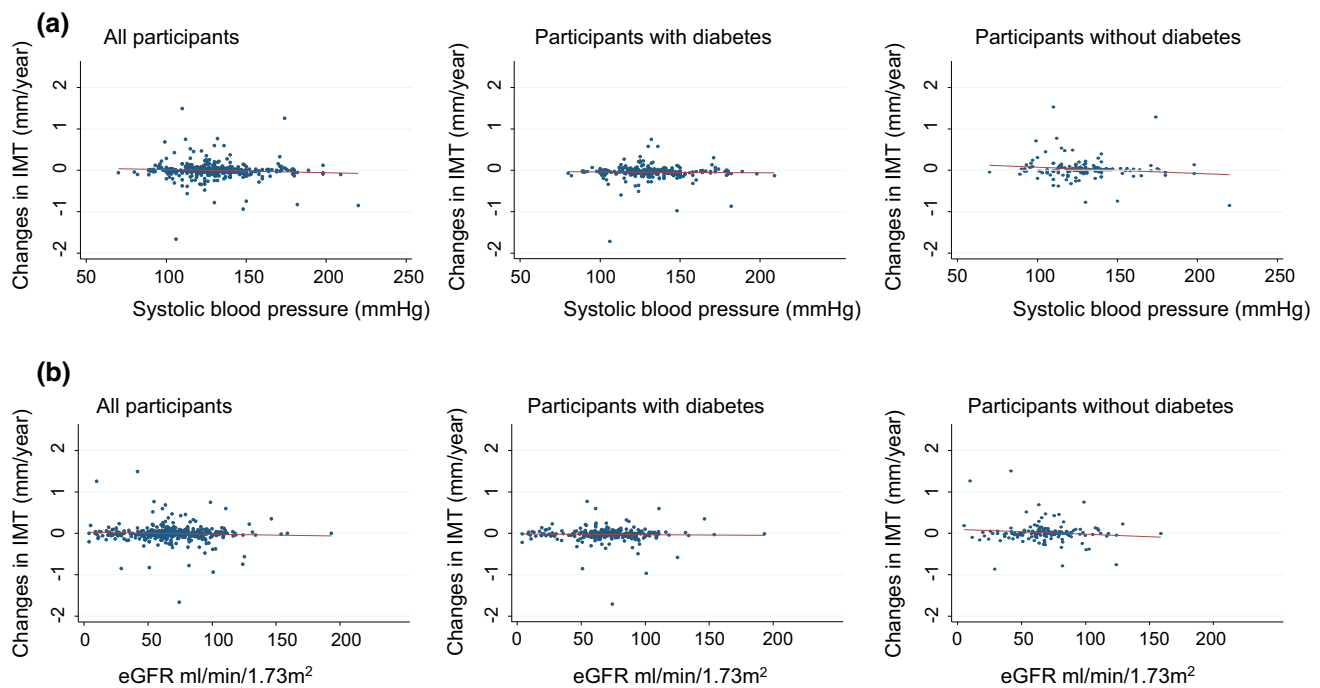 (a)
All participants
Participants with diabetes
Participants without diabetes
Changes in IMT (mm/year)
2
1
0
-1
-2
50 100 150 200 250
Systolic blood pressure (mmHg)
Changes in IMT (mm/year)
2
1
0
-1
-2
50 100 150 200
Systolic blood pressure (mmHg)
Changes in IMT (mm/year)
2
1
0
-1
-2
50 100 150 200 250
Systolic blood pressure (mmHg)
(b)
All participants
Participants with diabetes
Participants without diabetes
Changes in IMT (mm/year)
2
1
0
-1
-2
0 50 100 150 200
eGFR ml/min/1.73m²
Changes in IMT (mm/year)
2
1
0
-1
-2
0 50 100 150 200
eGFR ml/min/1.73m²
Changes in IMT (mm/year)
2
1
0
-1
-2
0 50 100 150 200
eGFR ml/min/1.73m²